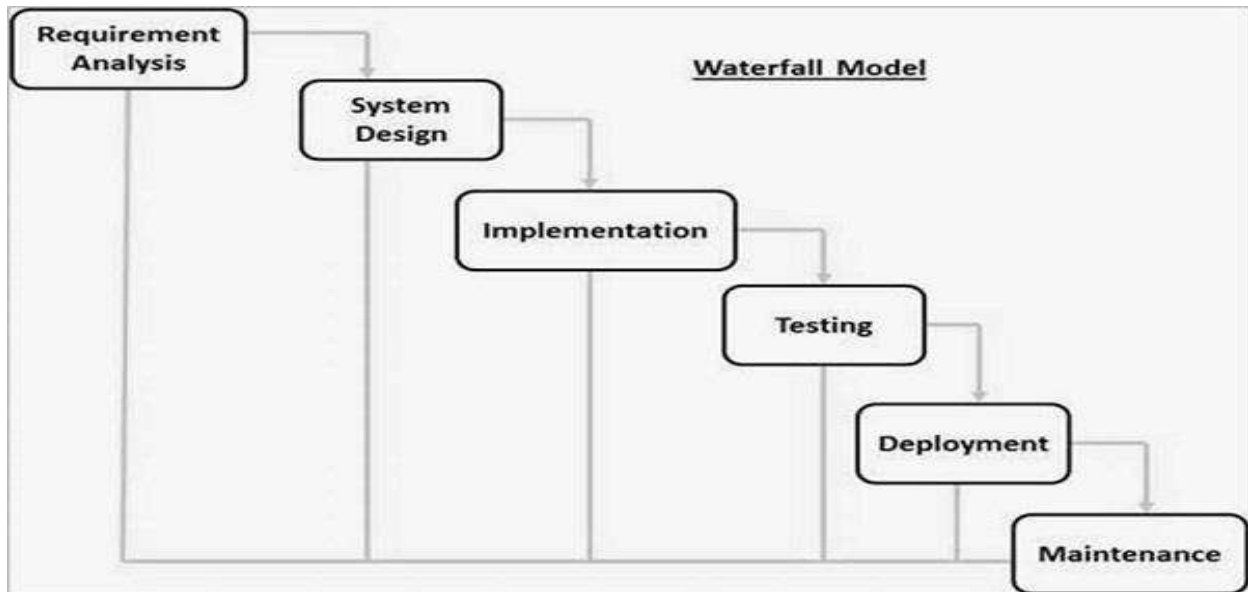 Requirement
Analysis
Waterfall Model
System
Design
Implementation
Testing
Deployment
Maintenance